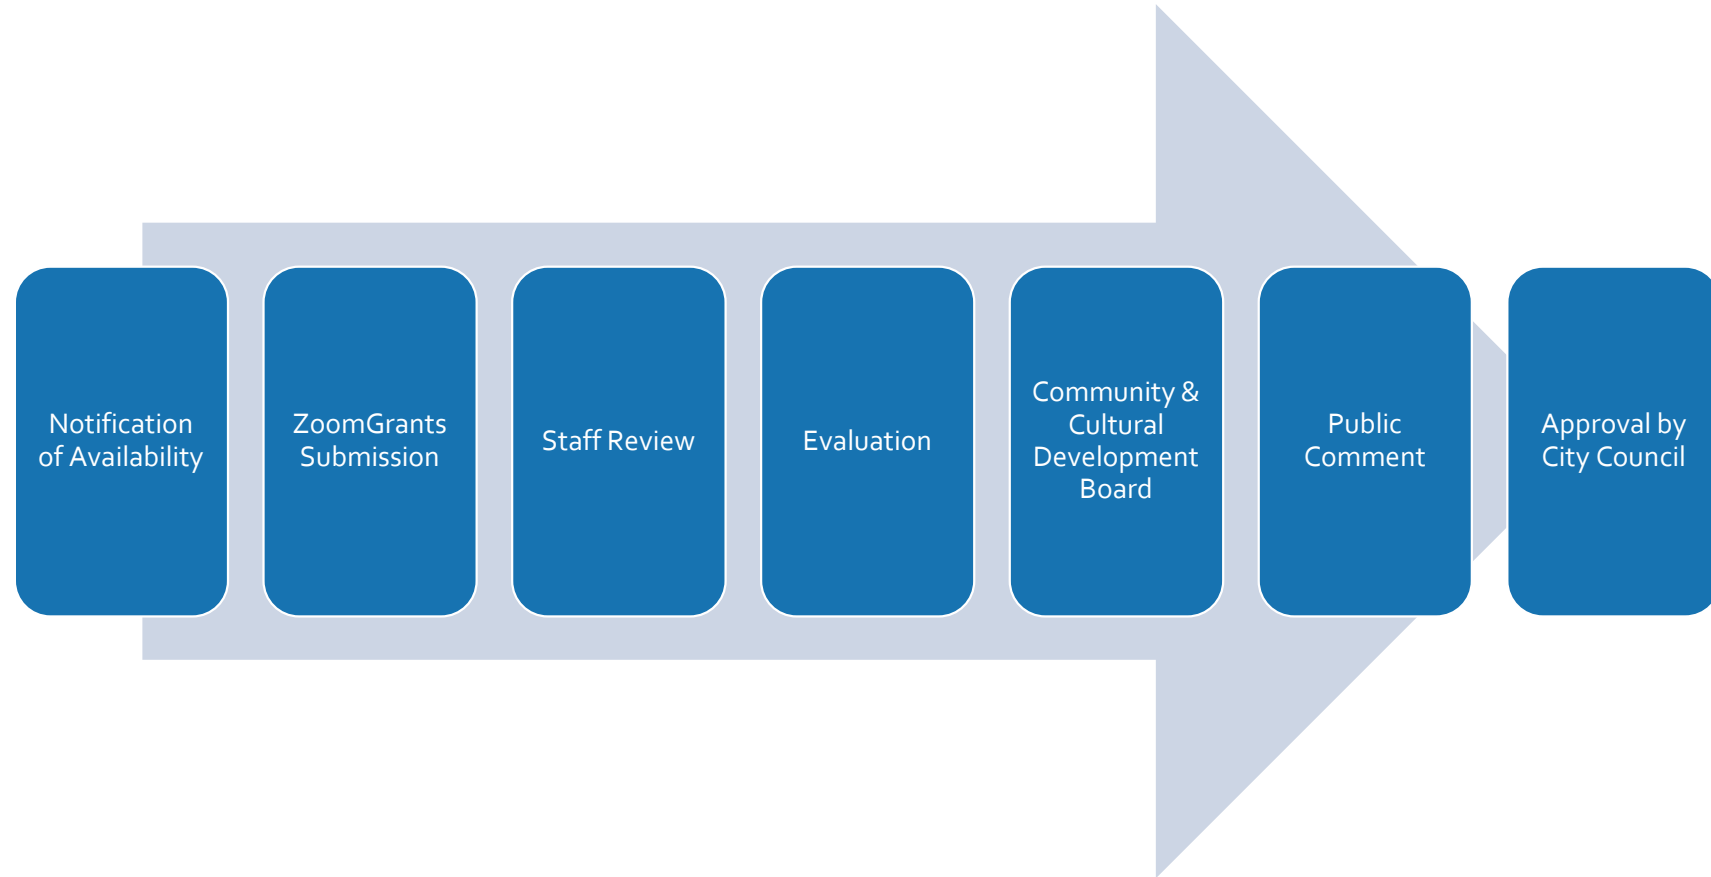 Notification
of Availability
ZoomGrants
Submission
Staff Review
Evaluation
Community &
Cultural
Development
Board
Public
Comment
Approval by
City Council